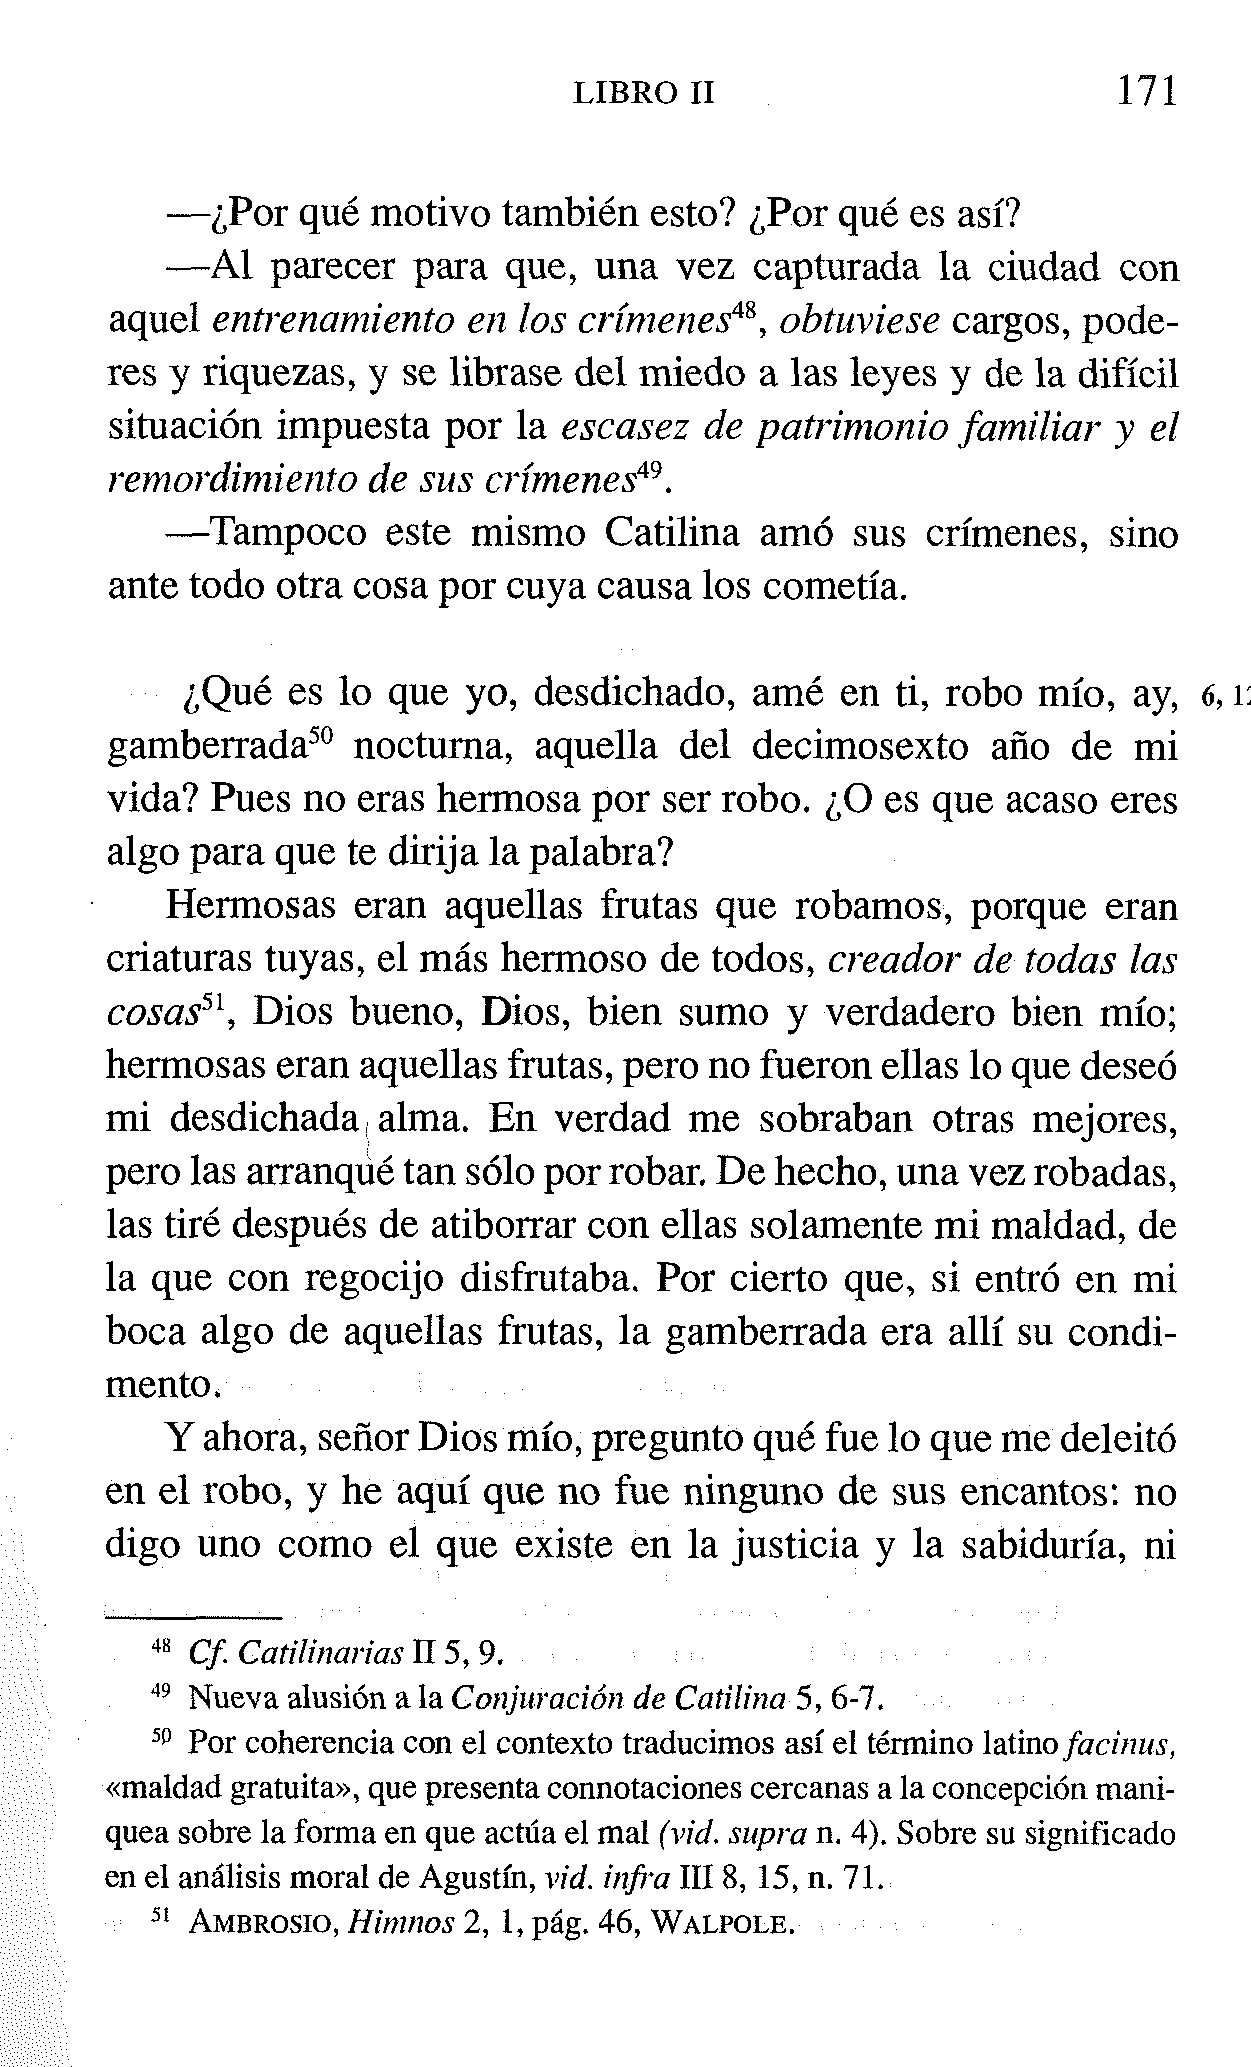 LIBRO II 171
—¿Por qué motivo también esto? ¿Por qué es así?
—Al parecer para que, una vez capturada la ciudad con
aquel entrenamiento en los crímenes⁴⁸, obtuviese cargos, pode-
res y riquezas, y se librase del miedo a las leyes y de la difícil
situación impuesta por la escasez de patrimonio familiar y el
remordimiento de sus crímenes⁴⁹.
—Tampoco este mismo Catilina amó sus crímenes, sino
ante todo otra cosa por cuya causa los cometía.
¿Qué es lo que yo, desdichado, amé en ti, robo mío, ay, 6,
gamberrada⁵⁰ nocturna, aquella del decimosexto año de mi
vida? Pues no eras hermosa por ser robo. ¿O es que acaso eres
algo para que te dirija la palabra?
Hermosas eran aquellas frutas que robamos, porque eran
criaturas tuyas, el más hermoso de todos, creador de todas las
cosas⁵¹, Dios bueno, Dios, bien sumo y verdadero bien mío;
hermosas eran aquellas frutas, pero no fueron ellas lo que deseó
mi desdichada alma. En verdad me sobraban otras mejores,
pero las arranqué tan sólo por robar. De hecho, una vez robadas,
las tiré después de atiborrar con ellas solamente mi maldad, de
la que con regocijo disfrutaba. Por cierto que, si entró en mi
boca algo de aquellas frutas, la gamberrada era allí su condi-
mento.
Y ahora, señor Dios mío, pregunto qué fue lo que me deleitó
en el robo, y he aquí que no fue ninguno de sus encantos: no
digo uno como el que existe en la justicia y la sabiduría, ni
⁴⁸ Cf. Catilinarias II 5, 9.
⁴⁹ Nueva alusión a la Conjuración de Catilina 5, 6-7.
⁵⁰ Por coherencia con el contexto traducimos así el término latino facinus,
«maldad gratuita», que presenta connotaciones cercanas a la concepción mani-
quea sobre la forma en que actúa el mal (vid. supra n. 4). Sobre su significado
en el análisis moral de Agustín, vid. infra III 8, 15, n. 71.
⁵¹ AMBROSIO, Himnos 2, 1, pág. 46, WALPOLE.